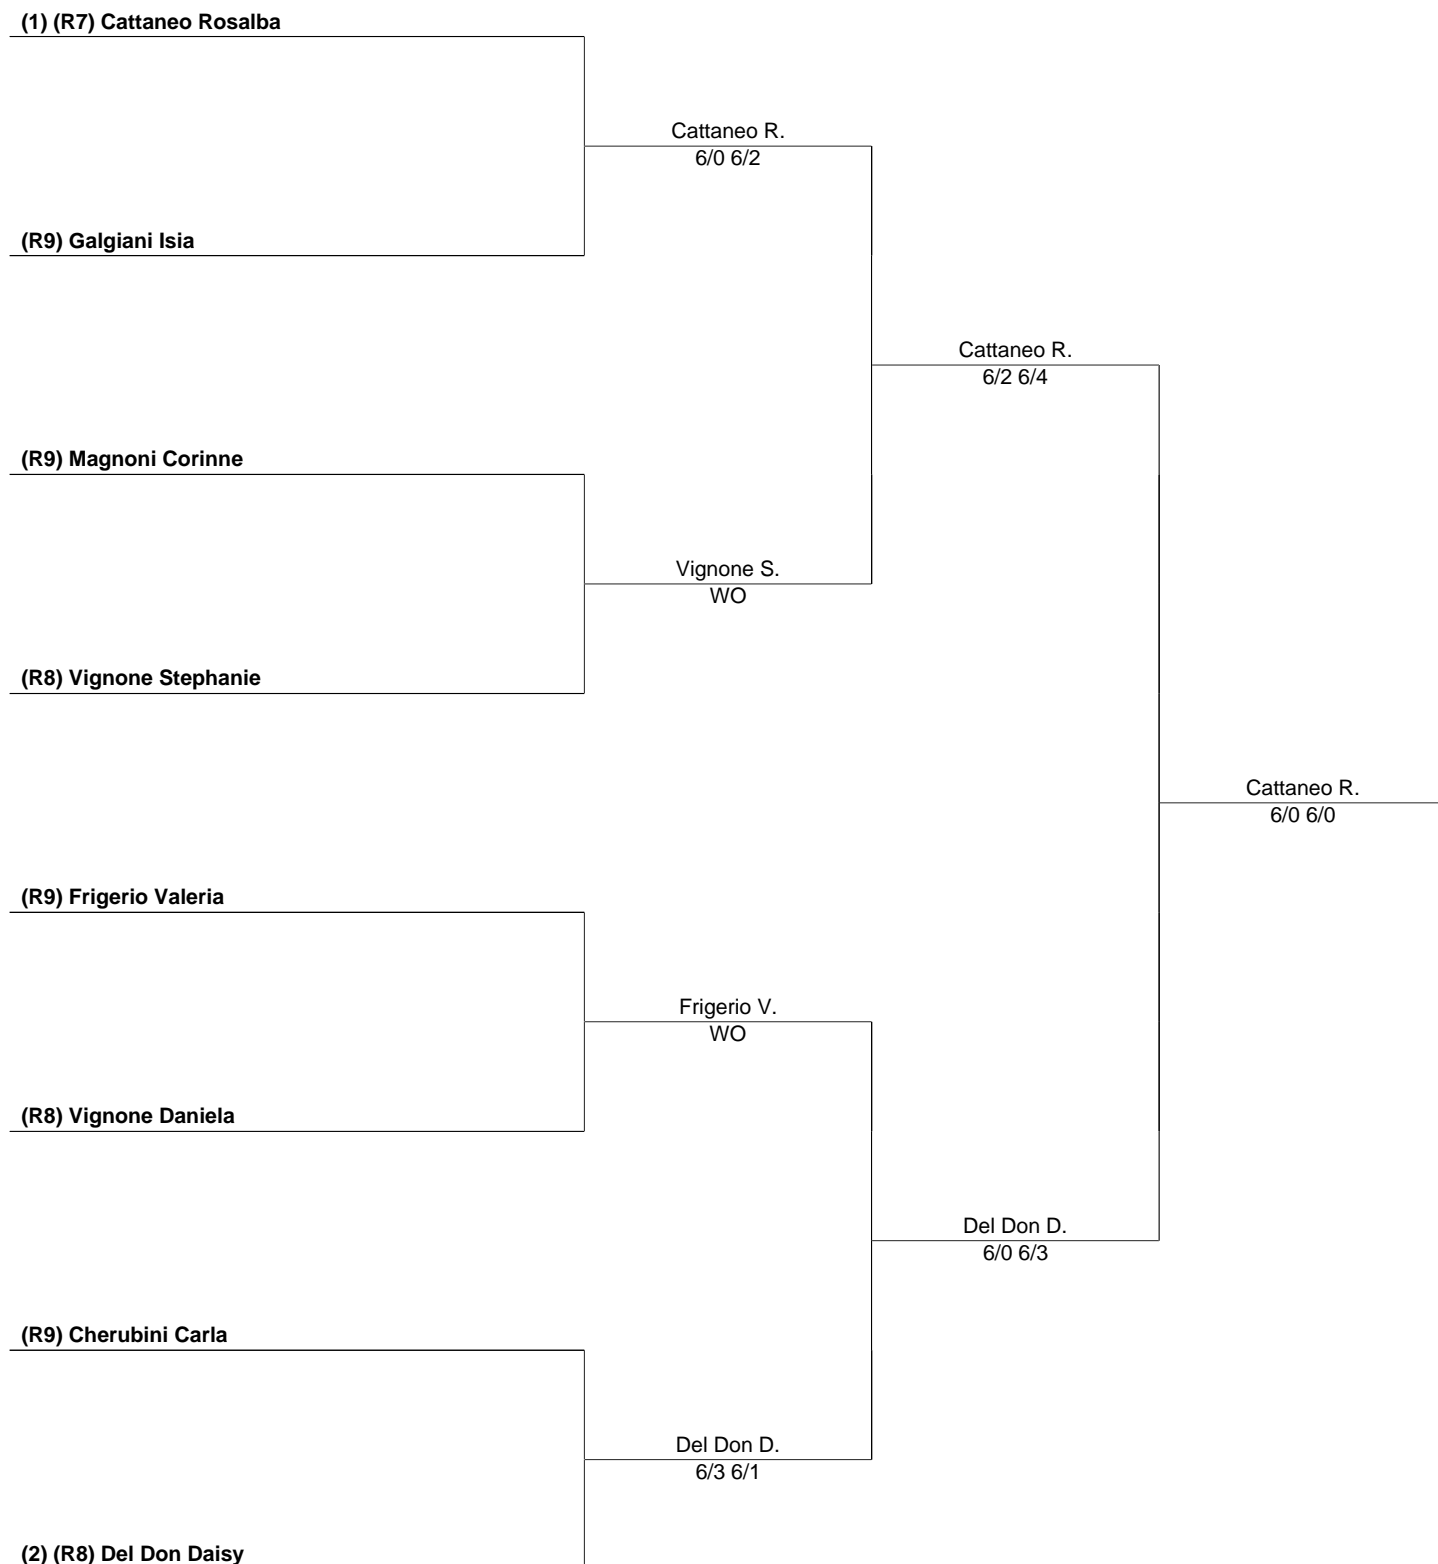 (1) (R7) Cattaneo Rosalba
Cattaneo R.
6/0 6/2
(R9) Galgiani Isia
Cattaneo R.
6/2 6/4
(R9) Magnoni Corinne
Vignone S.
WO
(R8) Vignone Stephanie
Cattaneo R.
6/0 6/0
(R9) Frigerio Valeria
Frigerio V.
WO
(R8) Vignone Daniela
Del Don D.
6/0 6/3
(R9) Cherubini Carla
Del Don D.
6/3 6/1
(2) (R8) Del Don Daisy